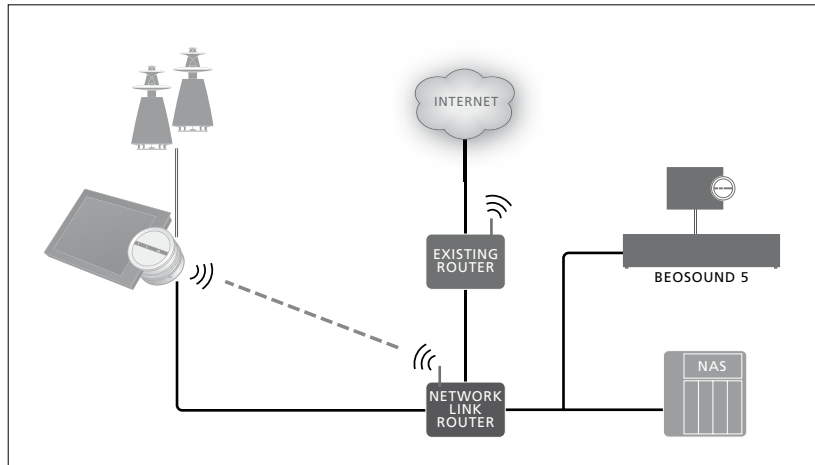 INTERNET
EXISTING
ROUTER
BEOSOUND 5
NAS
NETWORK
LINK
ROUTER